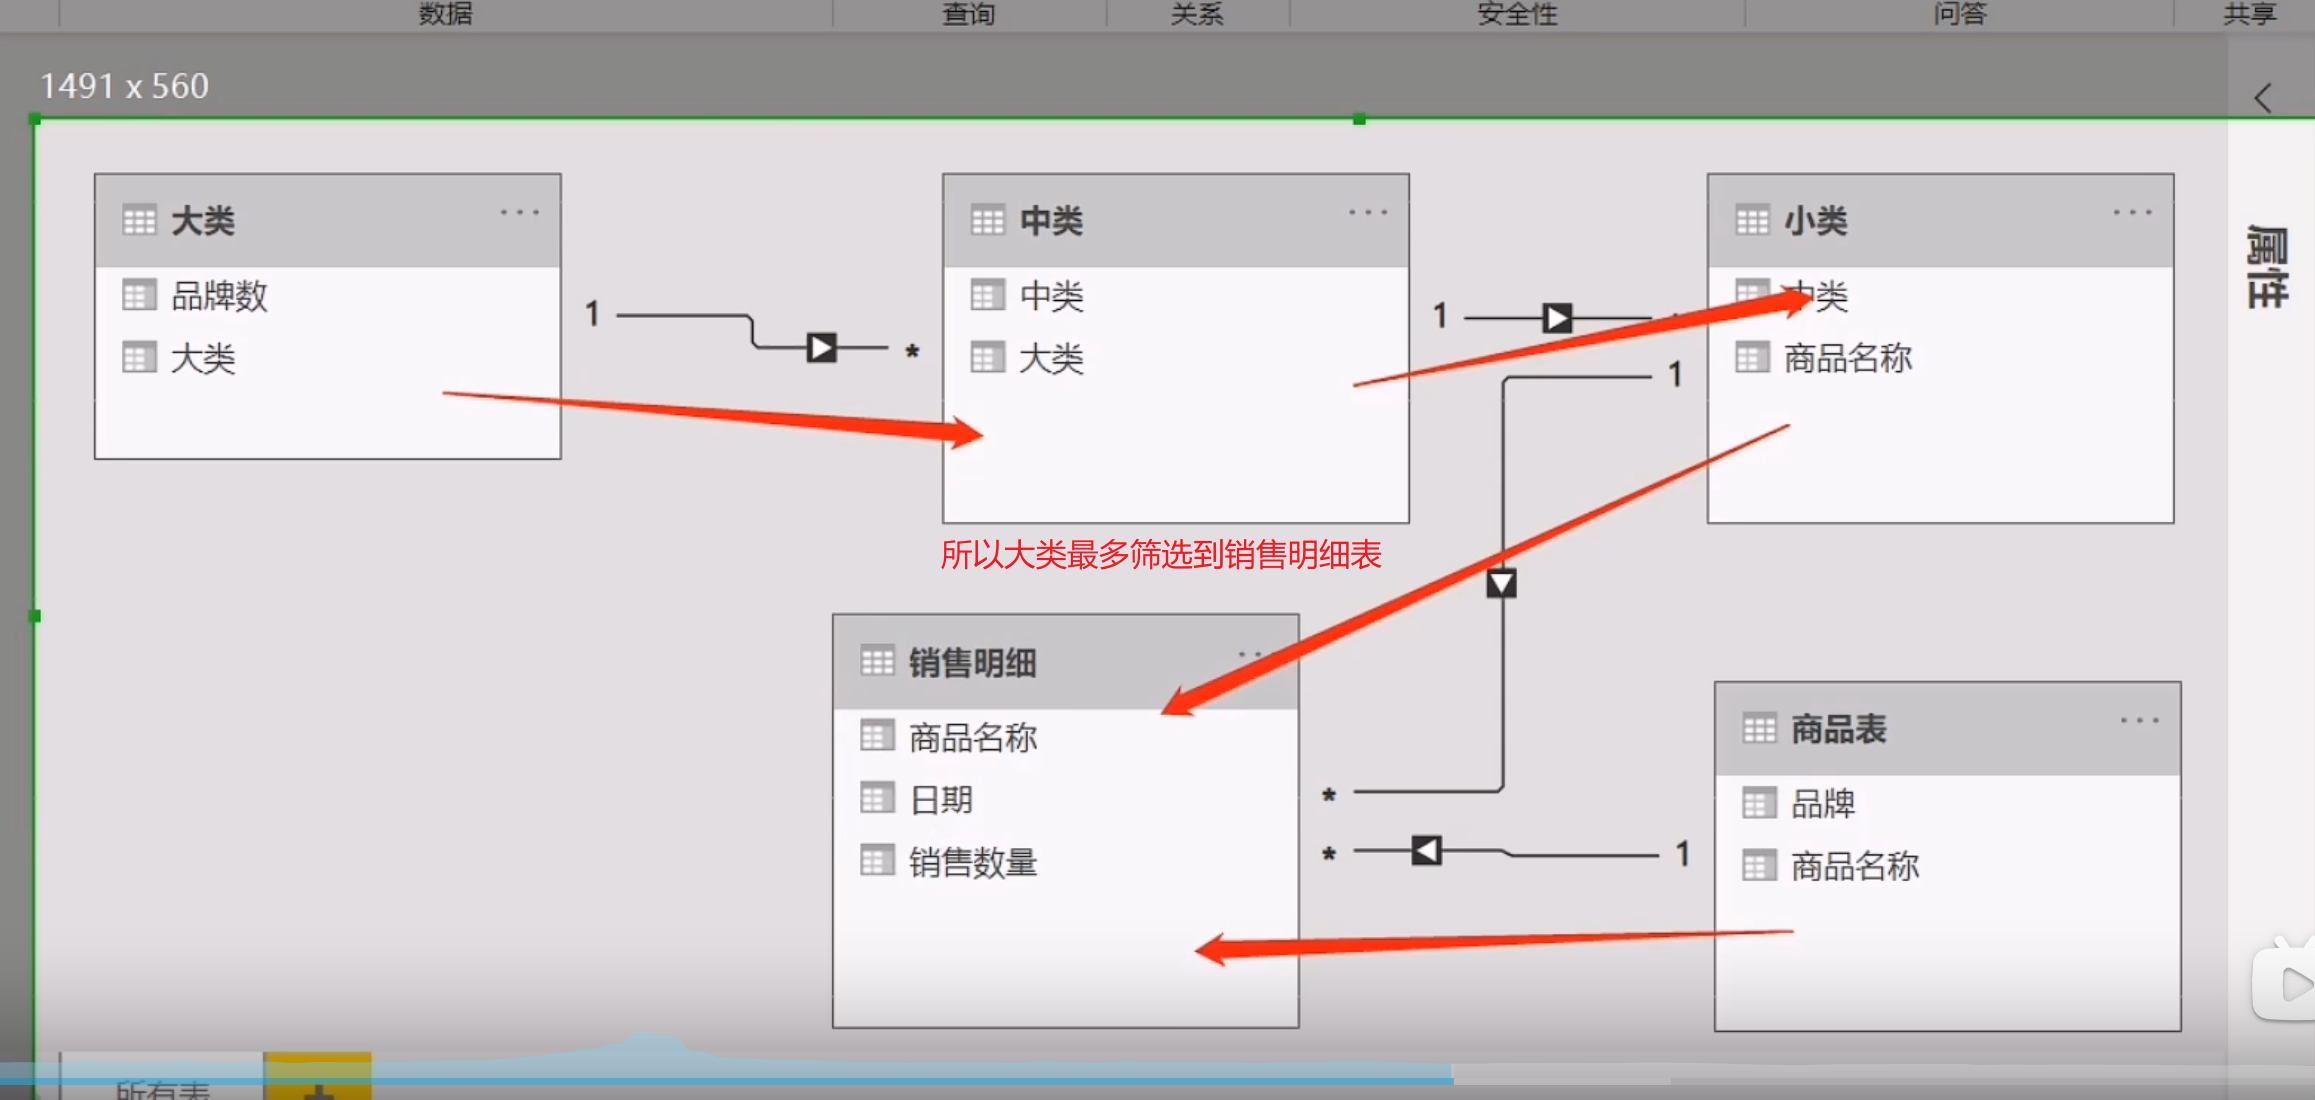 数据 查询 关系 安全性 问答 共享
1491 x 560
大类 ···
品牌数
大类
1
*
中类 ···
中类
大类
1
小类 ···
中类
商品名称
1
属性
所以大类最多筛选到销售明细表
销售明细
商品名称
日期
销售数量
*
*
1
商品表 ···
品牌
商品名称
所有表 +